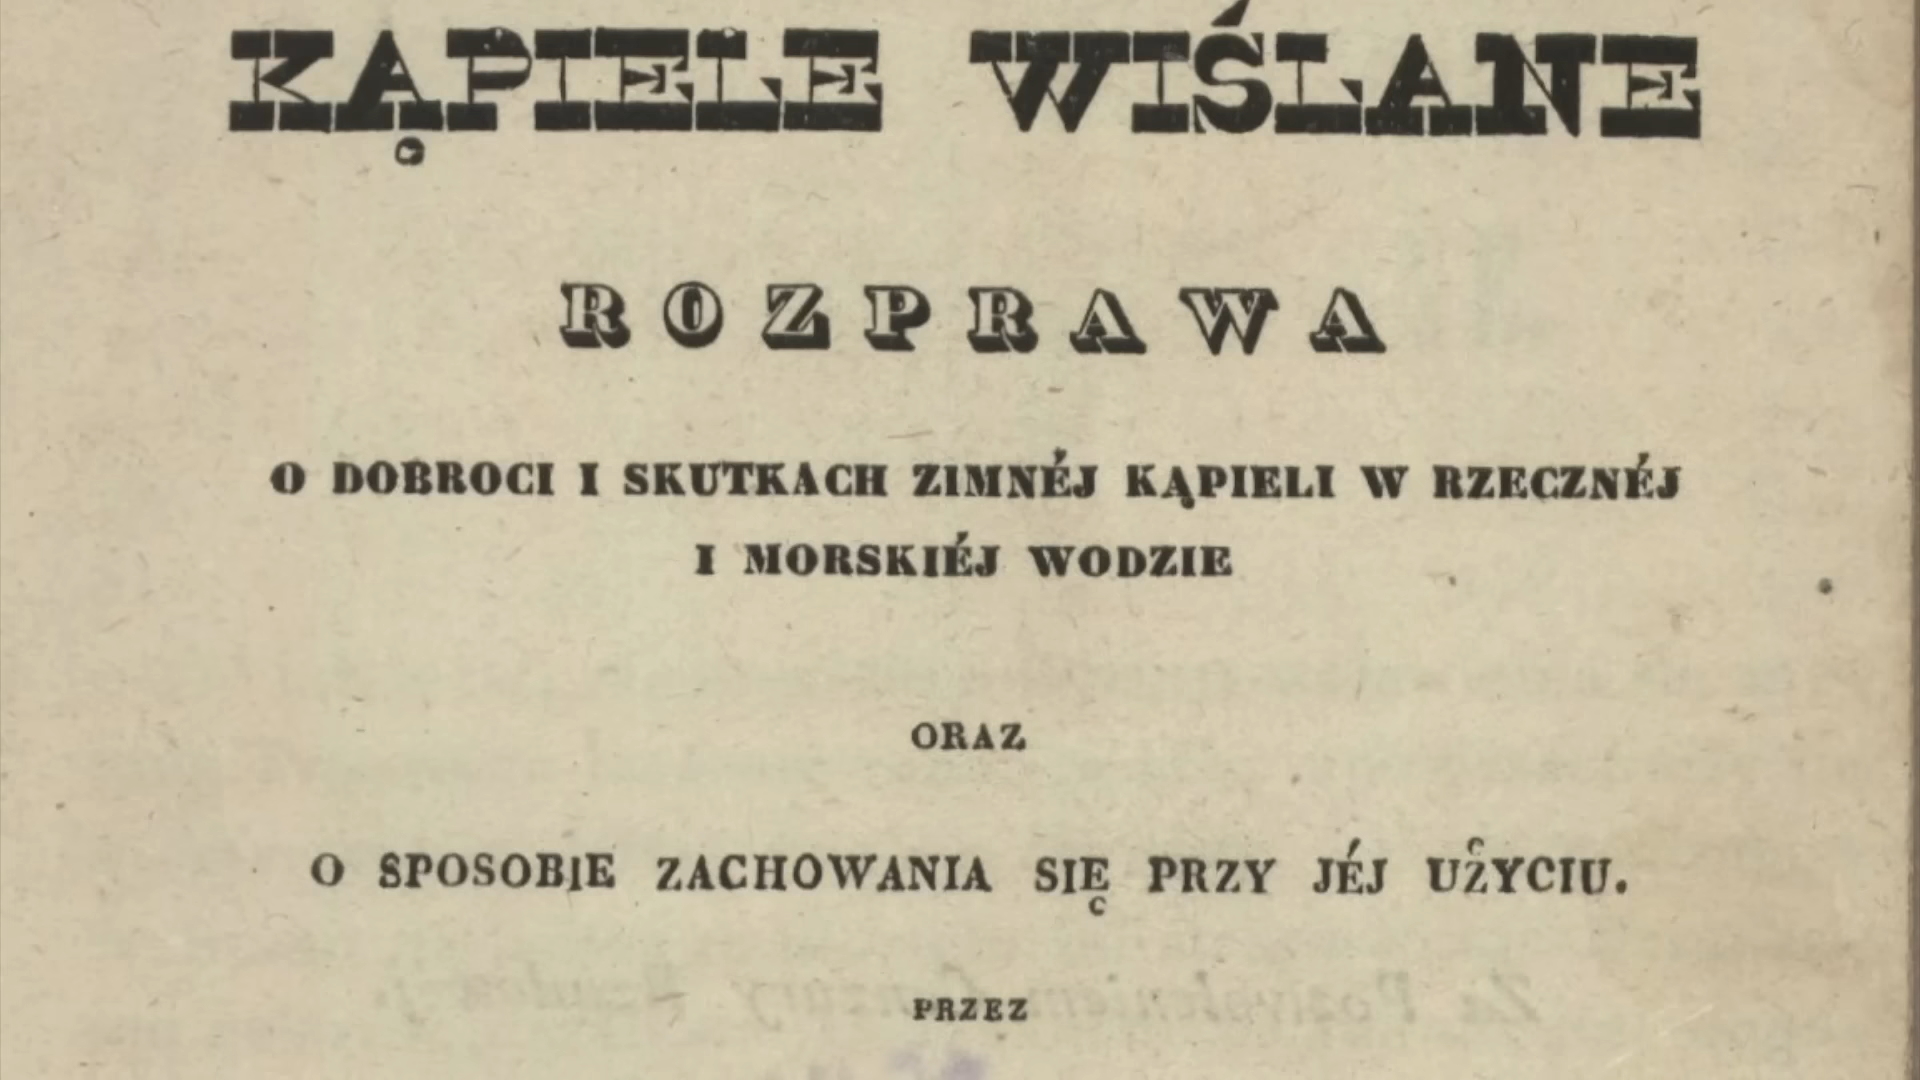 KĄPIELE WIŚLANE
ROZPRAWA
O DOBROCI I SKUTKACH ZIMNÉJ KĄPIELI W RZECZNÉJ
I MORSKIÉJ WODZIE
ORAZ
O SPOSOBIE ZACHOWANIA SIĘ PRZY JÉJ UŻYCIU.
PRZEZ